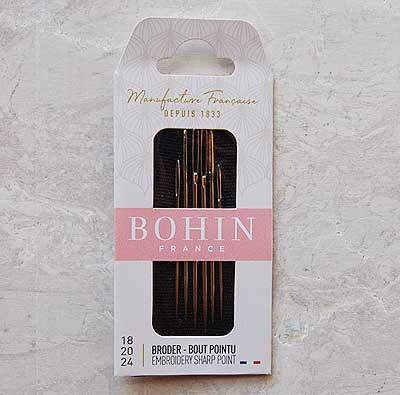 Manufacture Française
DEPUIS 1833
BOHIN
FRANCE
18
20
24
BRODER - BOUT POINTU
EMBROIDERY SHARP POINT